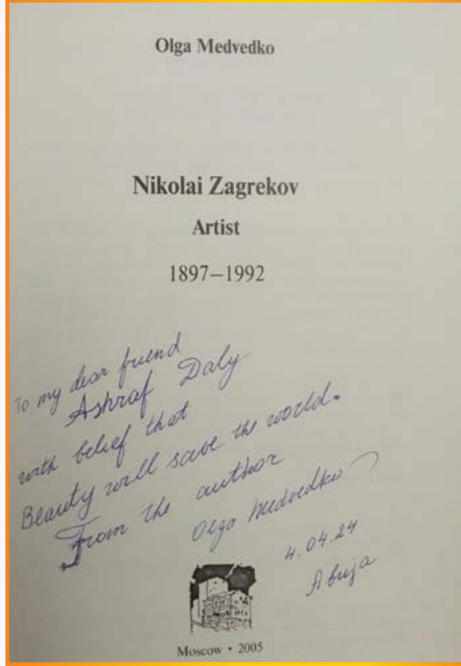 Olga Medvedko
Nikolai Zagrekov
Artist
1897–1992
To my dear friend
Ashraf Daly
with belief that
Beauty will save the world.
From the author
Olga Medvedko
4.04.24
Abuja
Moscow • 2005